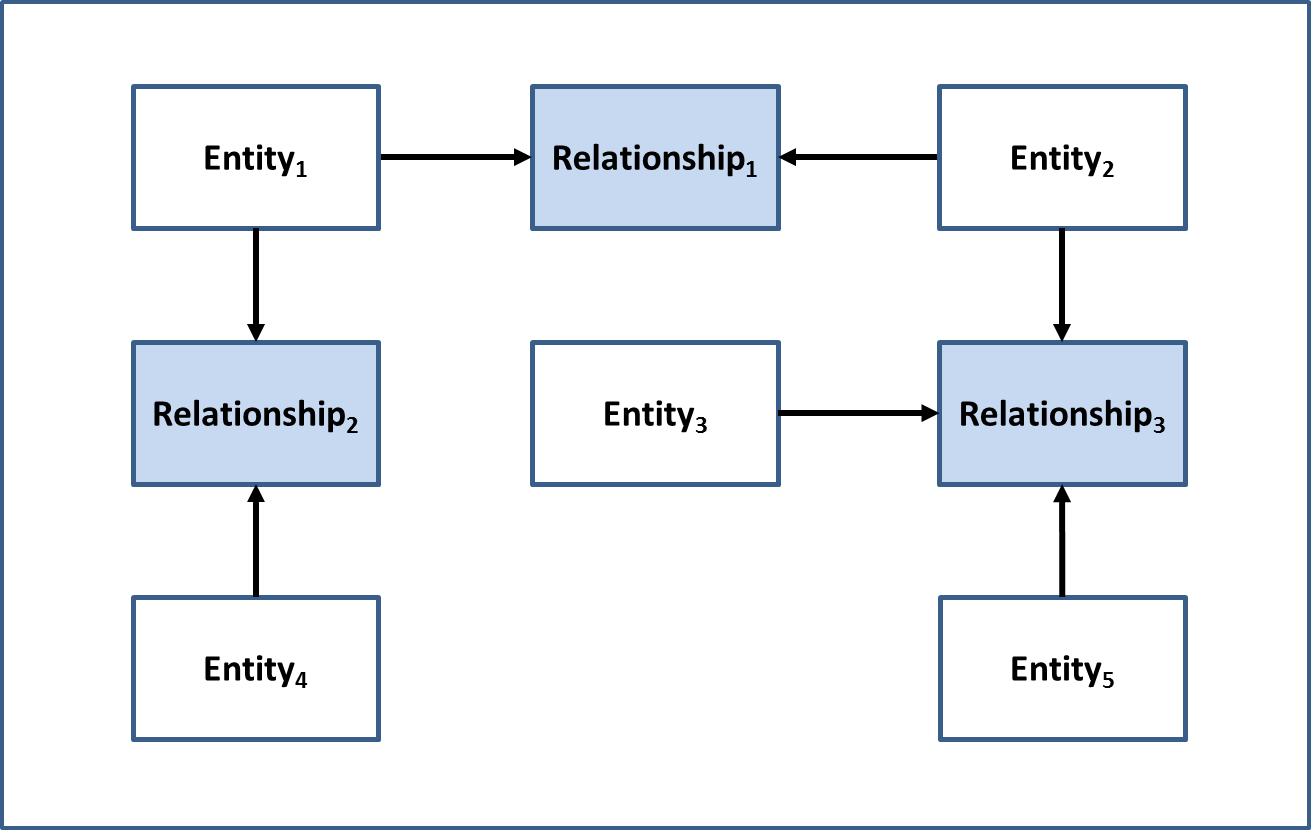 Entity₁
Relationship₁
Entity₂
Relationship₂
Entity₃
Relationship₃
Entity₄
Entity₅